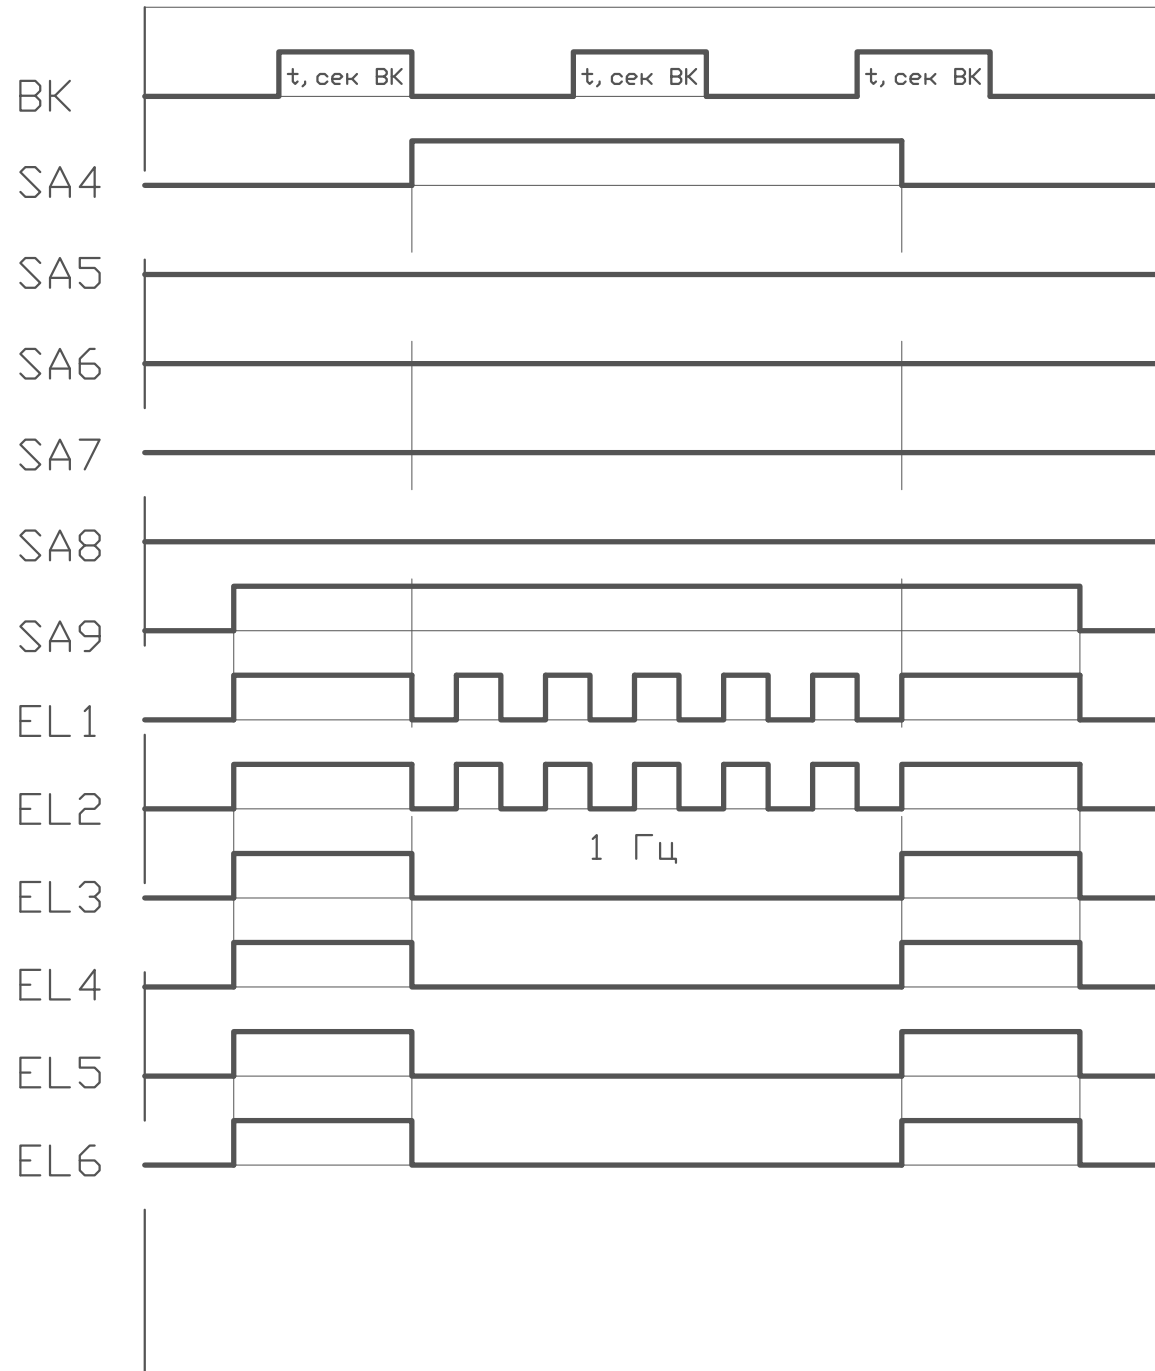 t, сек ВК t, сек ВК t, сек ВК
ВК
SA4
SA5
SA6
SA7
SA8
SA9
EL1
EL2
1 Гц
EL3
EL4
EL5
EL6